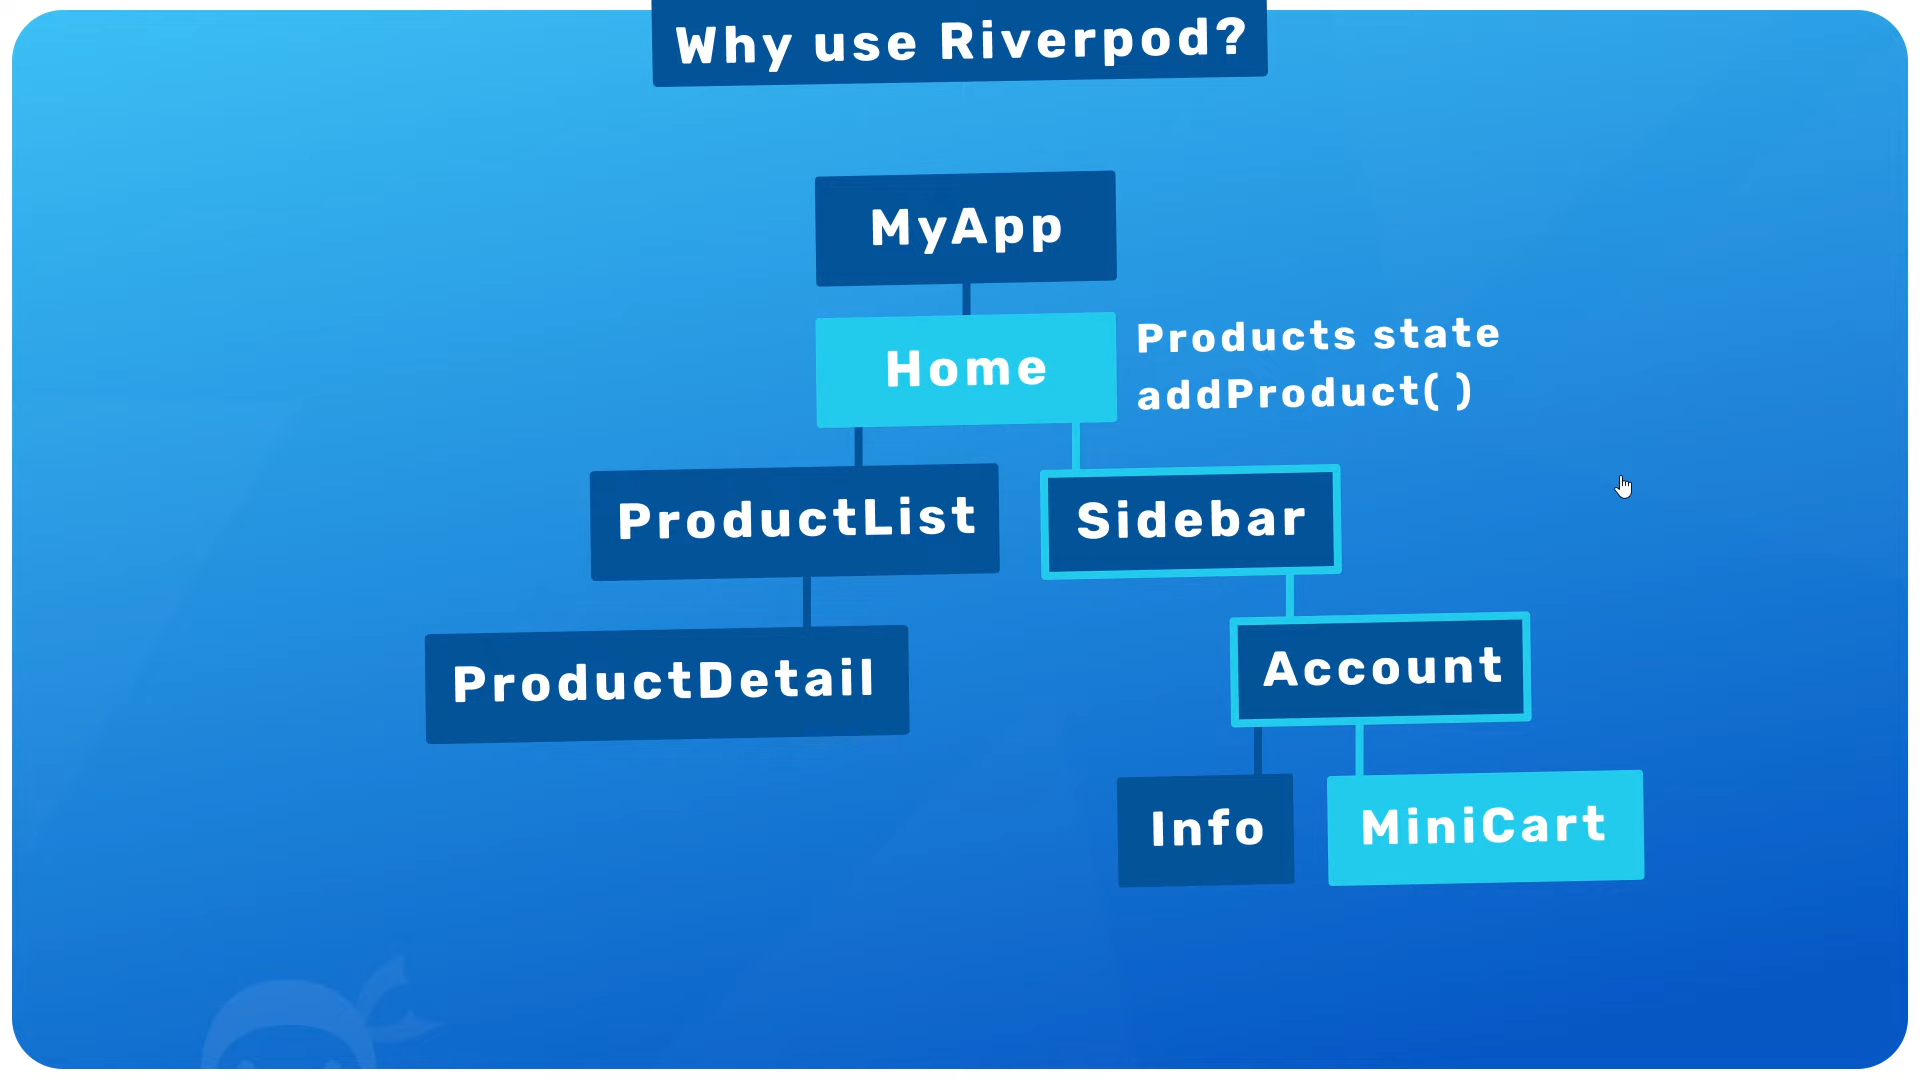 Why use Riverpod?
MyApp
Home
Products state
addProduct( )
ProductList
Sidebar
ProductDetail
Account
Info
MiniCart